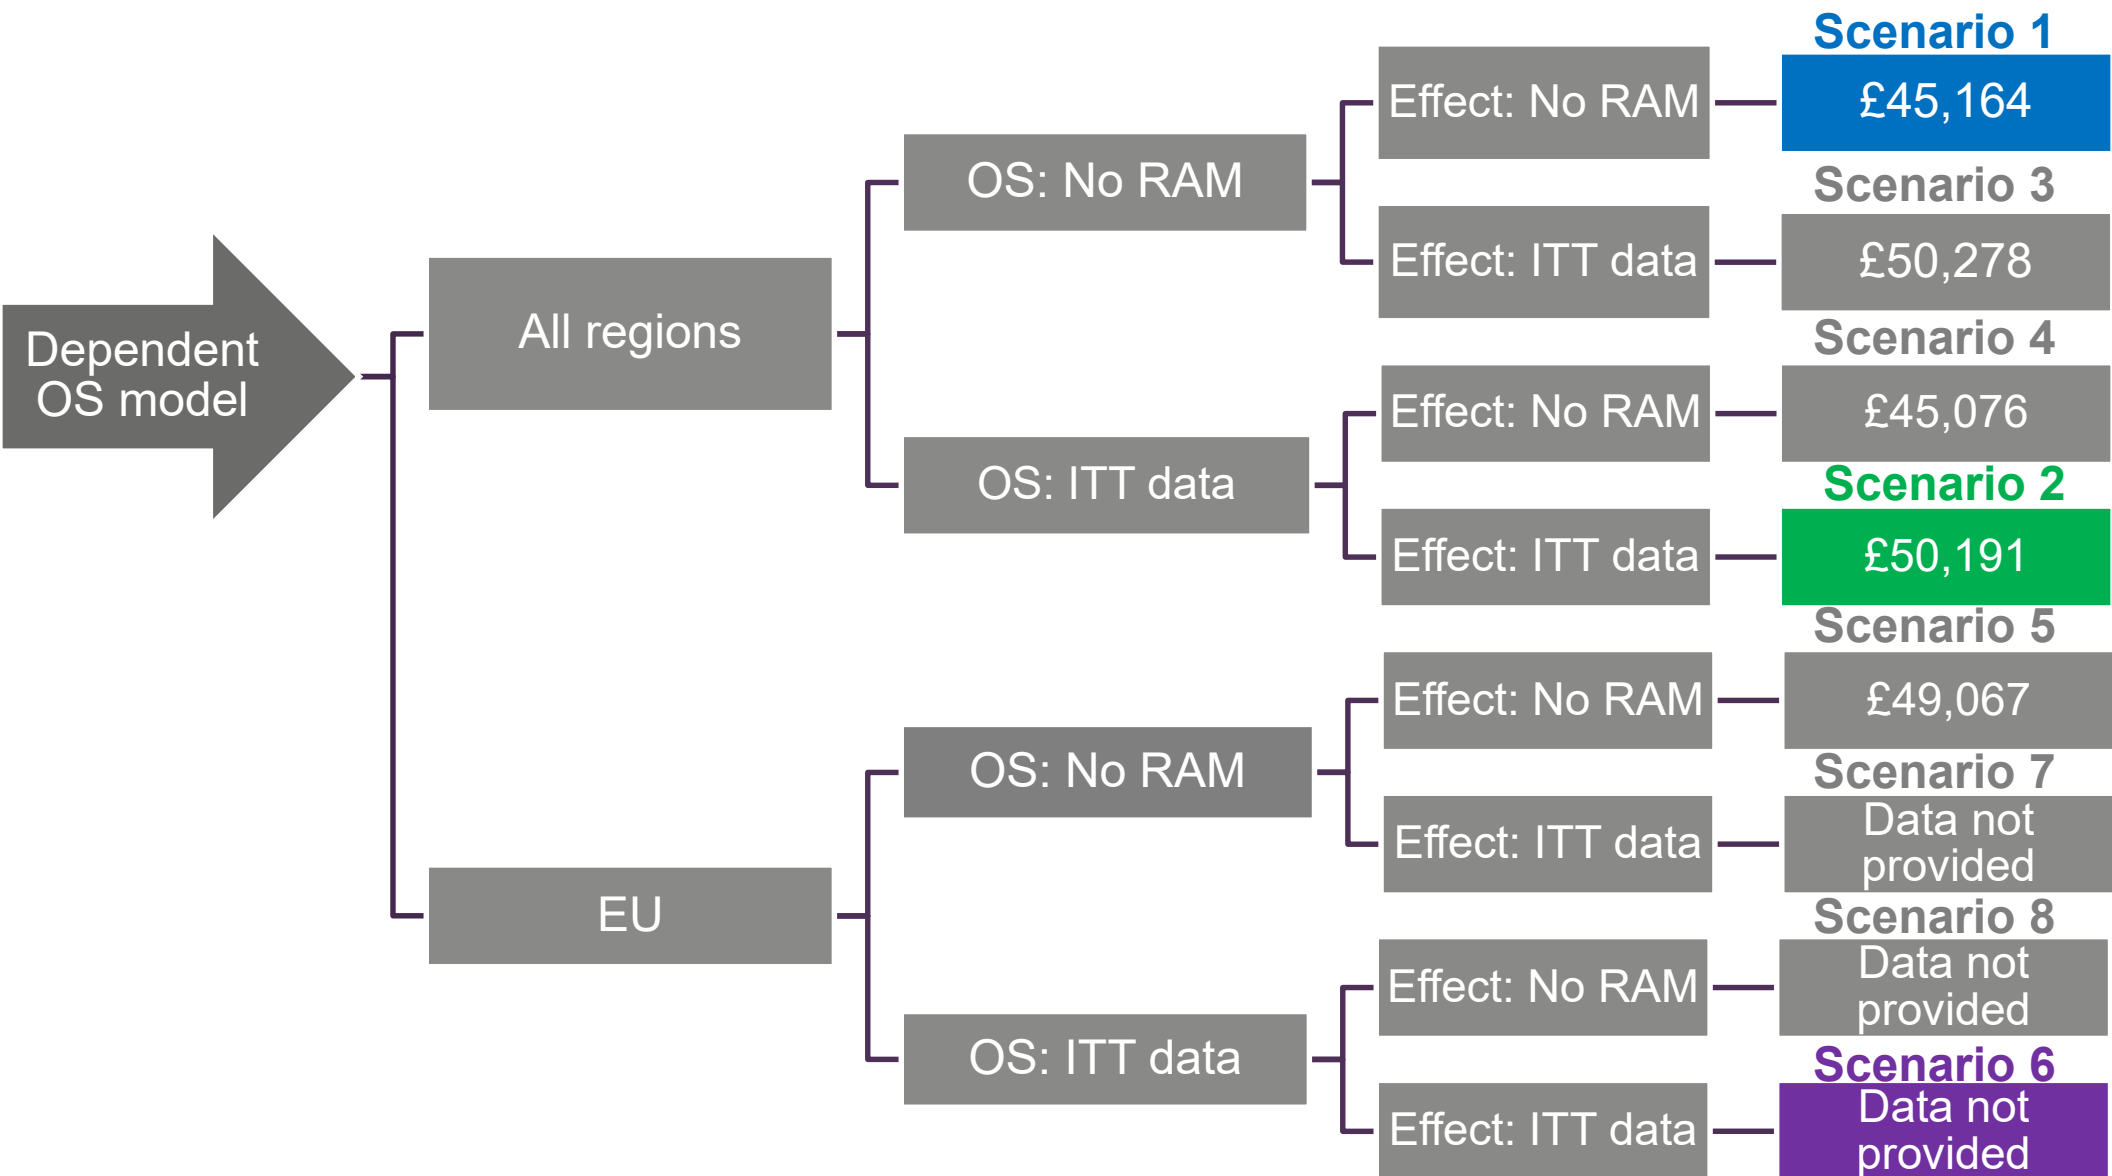 Dependent
OS model
All regions
OS: No RAM
Effect: No RAM
Scenario 1
£45,164
Effect: ITT data
Scenario 3
£50,278
OS: ITT data
Effect: No RAM
Scenario 4
£45,076
Effect: ITT data
Scenario 2
£50,191
EU
OS: No RAM
Effect: No RAM
Scenario 5
£49,067
Effect: ITT data
Scenario 7
Data not
provided
OS: ITT data
Effect: No RAM
Scenario 8
Data not
provided
Effect: ITT data
Scenario 6
Data not
provided